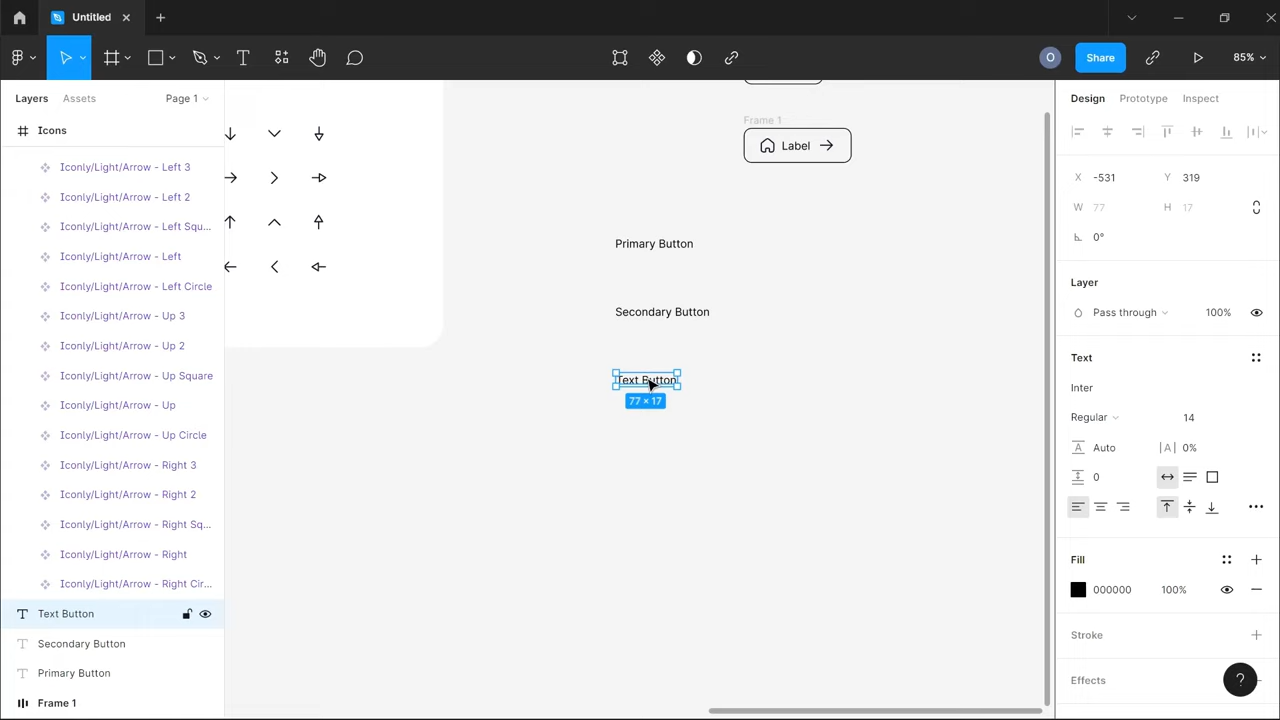 Untitled
Share
85%
Layers
Assets
Page 1
Icons
Iconly/Light/Arrow - Left 3
Iconly/Light/Arrow - Left 2
Iconly/Light/Arrow - Left Squ...
Iconly/Light/Arrow - Left
Iconly/Light/Arrow - Left Circle
Iconly/Light/Arrow - Up 3
Iconly/Light/Arrow - Up 2
Iconly/Light/Arrow - Up Square
Iconly/Light/Arrow - Up
Iconly/Light/Arrow - Up Circle
Iconly/Light/Arrow - Right 3
Iconly/Light/Arrow - Right 2
Iconly/Light/Arrow - Right Sq...
Iconly/Light/Arrow - Right
Iconly/Light/Arrow - Right Cir...
Text Button
Secondary Button
Primary Button
Frame 1
Frame 1
Label
Primary Button
Secondary Button
Text Button
77 × 17
O
Design
Prototype
Inspect
X -531
Y 319
W 77
H 17
0°
Layer
Pass through
100%
Text
Inter
Regular
14
Auto
|A| 0%
0
Fill
000000
100%
Stroke
Effects
?